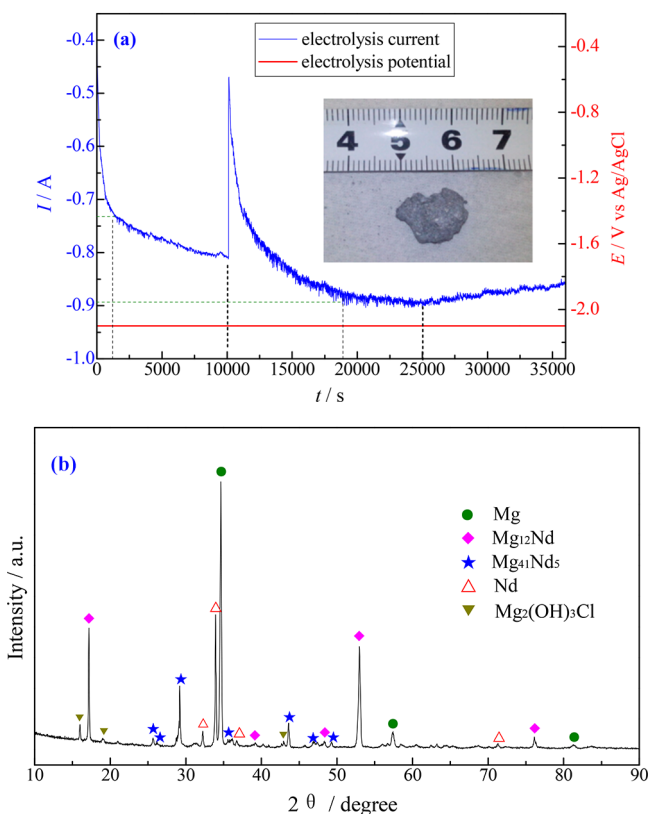 (a)
electrolysis current
electrolysis potential
-0.4
-0.5
-0.6
-0.7
-0.8
-0.9
-1.0
I / A
-0.2
-0.4
-0.8
-1.2
-1.6
-2.0
E / V vs Ag/AgCl
4 5 6 7
0 5000 10000 15000 20000 25000 30000 35000
t / s
(b)
Mg
Mg12Nd
Mg41Nd5
Nd
Mg2(OH)3Cl
Intensity / a.u.
10 20 30 40 50 60 70 80 90
2 θ / degree